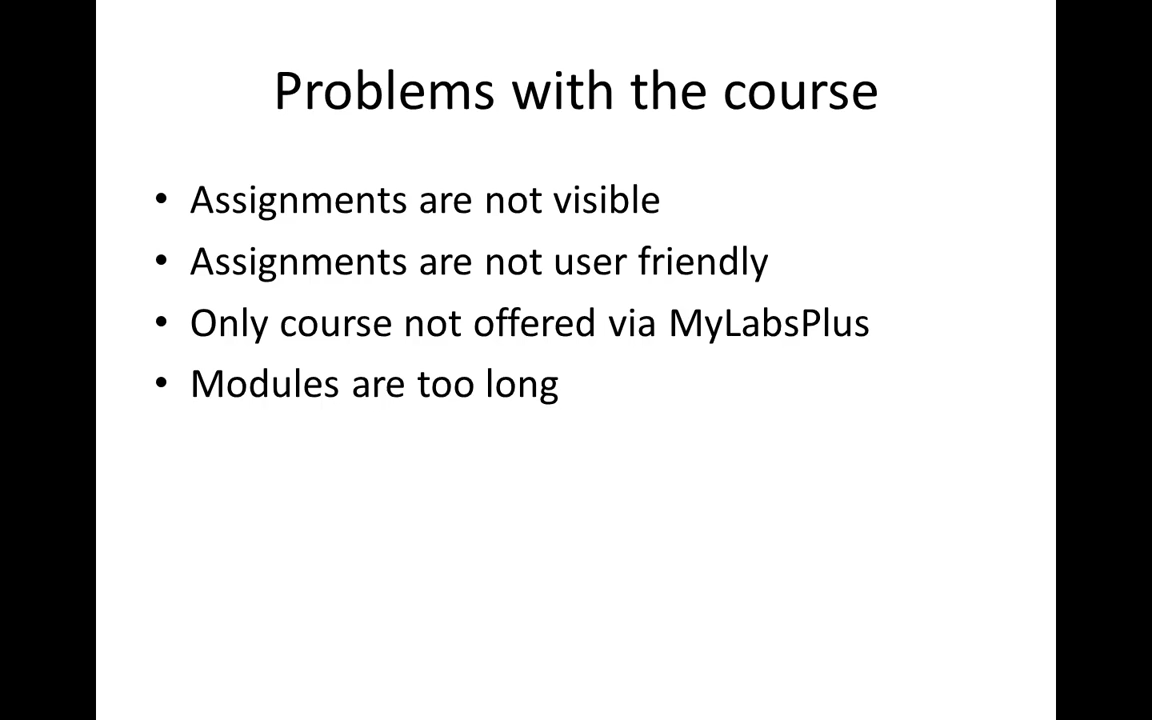 Problems with the course
• Assignments are not visible
• Assignments are not user friendly
• Only course not offered via MyLabsPlus
• Modules are too long